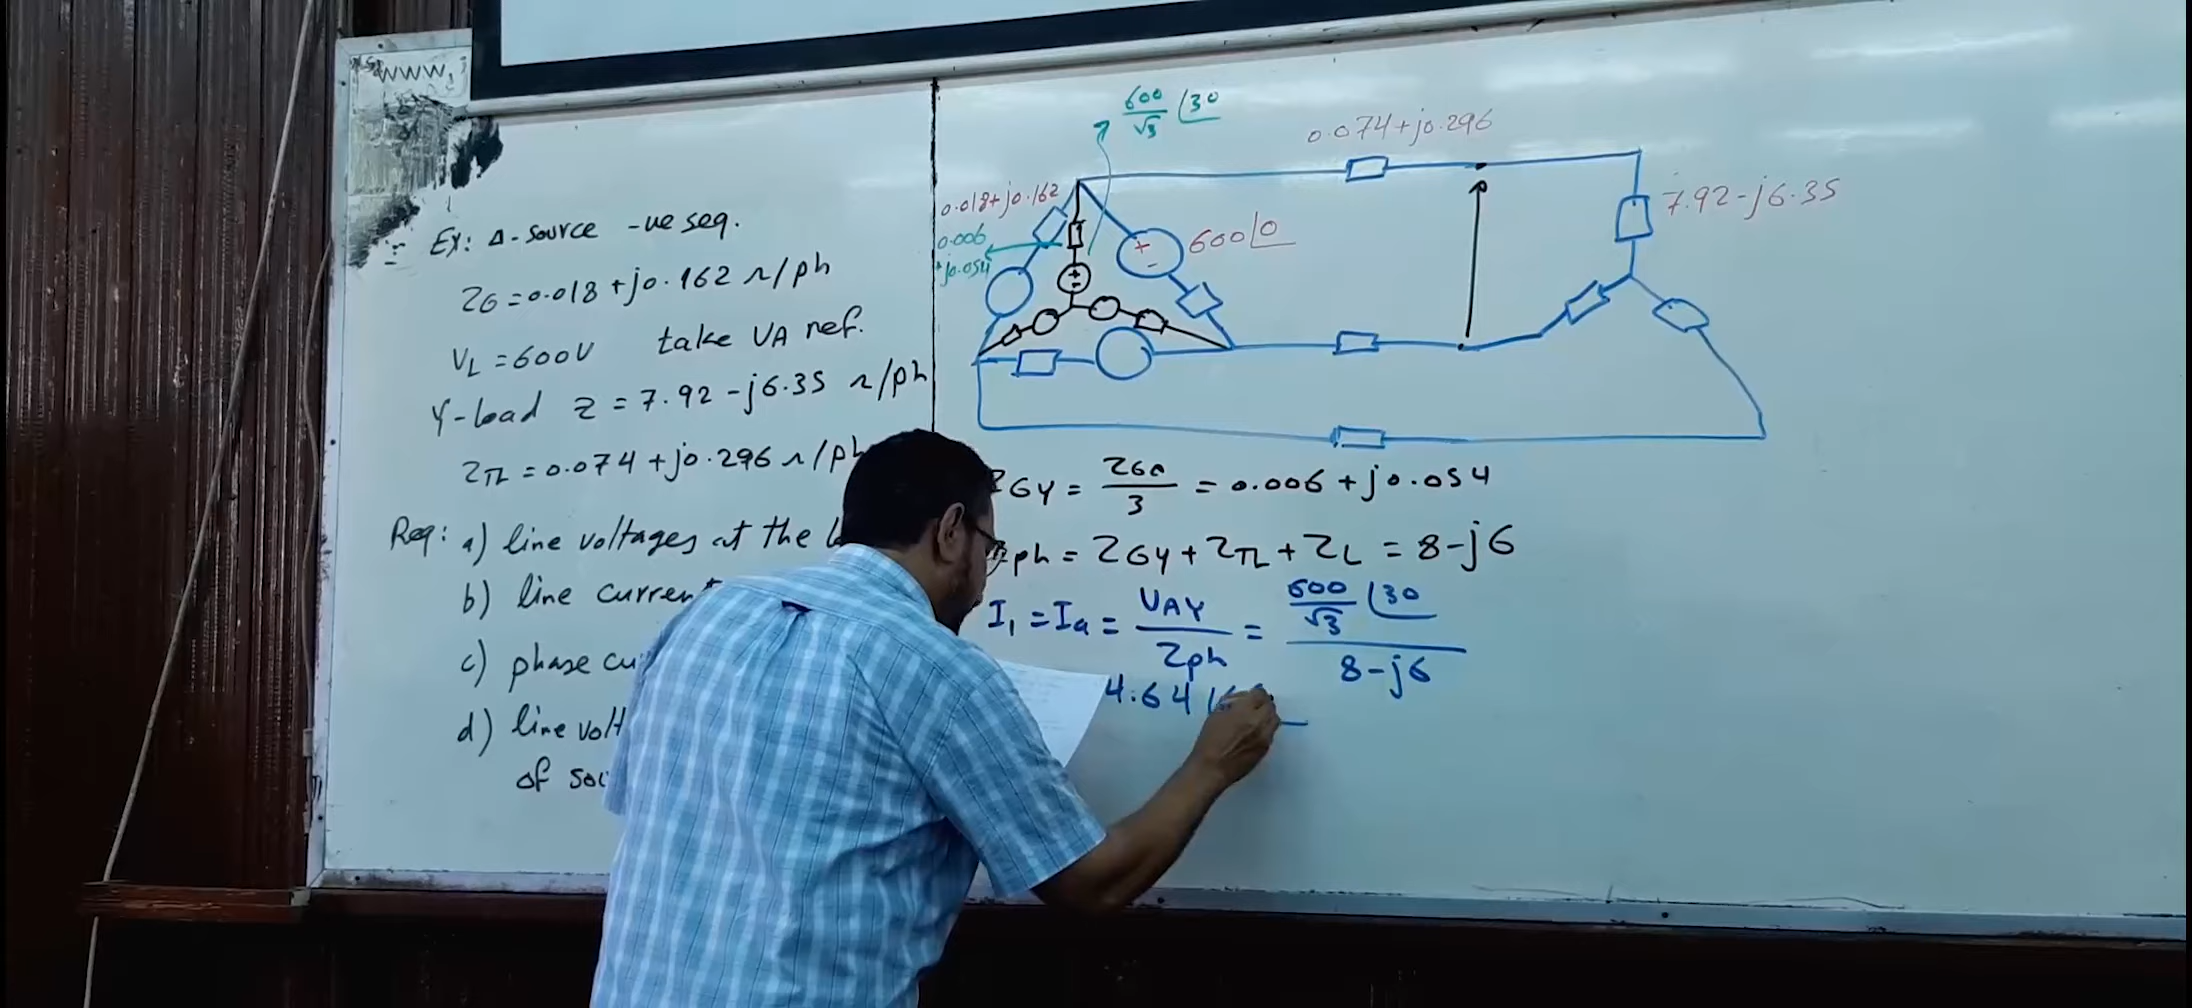 www.
Ex: Δ-source -ve seq.
ZG = 0.018 + j0.162 Ω/ph
VL = 600V take VA ref.
Y-load Z = 7.92 - j6.35 Ω/ph
ZTL = 0.074 + j0.296 Ω/ph
Req: a) line voltages at the
b) line curren
c) phase cu
d) line volt
of sou
600/√3 ∠30
0.074 + j0.296
0.018 + j0.162
0.006
+j0.054
600∠0
7.92 - j6.35
ZGY = ZGΔ/3 = 0.006 + j0.054
Zph = ZGY + ZTL + ZL = 8 - j6
I1 = Ia = VAY/Zph = 600/√3 ∠30 / 8 - j6
4.64